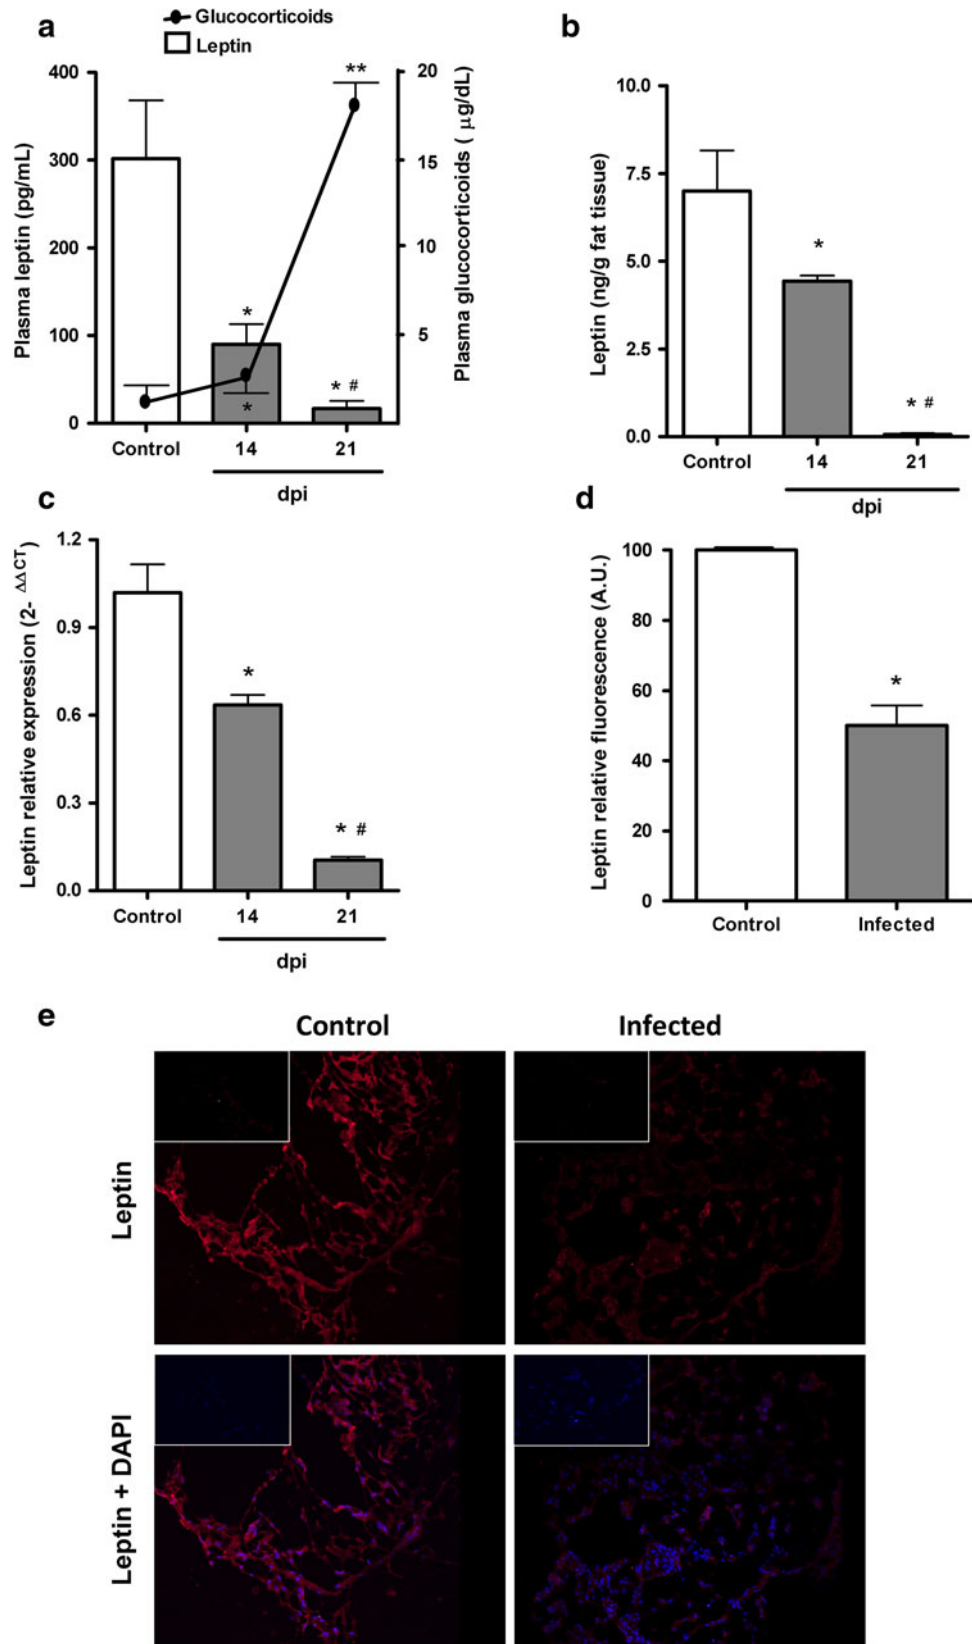 a
Glucocorticoids
Leptin
Plasma leptin (pg/mL)
400
300
200
100
0
*
*
* #
**
20
15
10
5
Plasma glucocorticoids ( μg/dL)
Control
14
21
dpi
b
Leptin (ng/g fat tissue)
10.0
7.5
5.0
2.5
0.0
*
* #
Control
14
21
dpi
c
Leptin relative expression (2- ΔΔCT)
1.2
0.9
0.6
0.3
0.0
*
* #
Control
14
21
dpi
d
Leptin relative fluorescence (A.U.)
100
80
60
40
20
0
*
Control
Infected
e
Control
Infected
Leptin
Leptin + DAPI